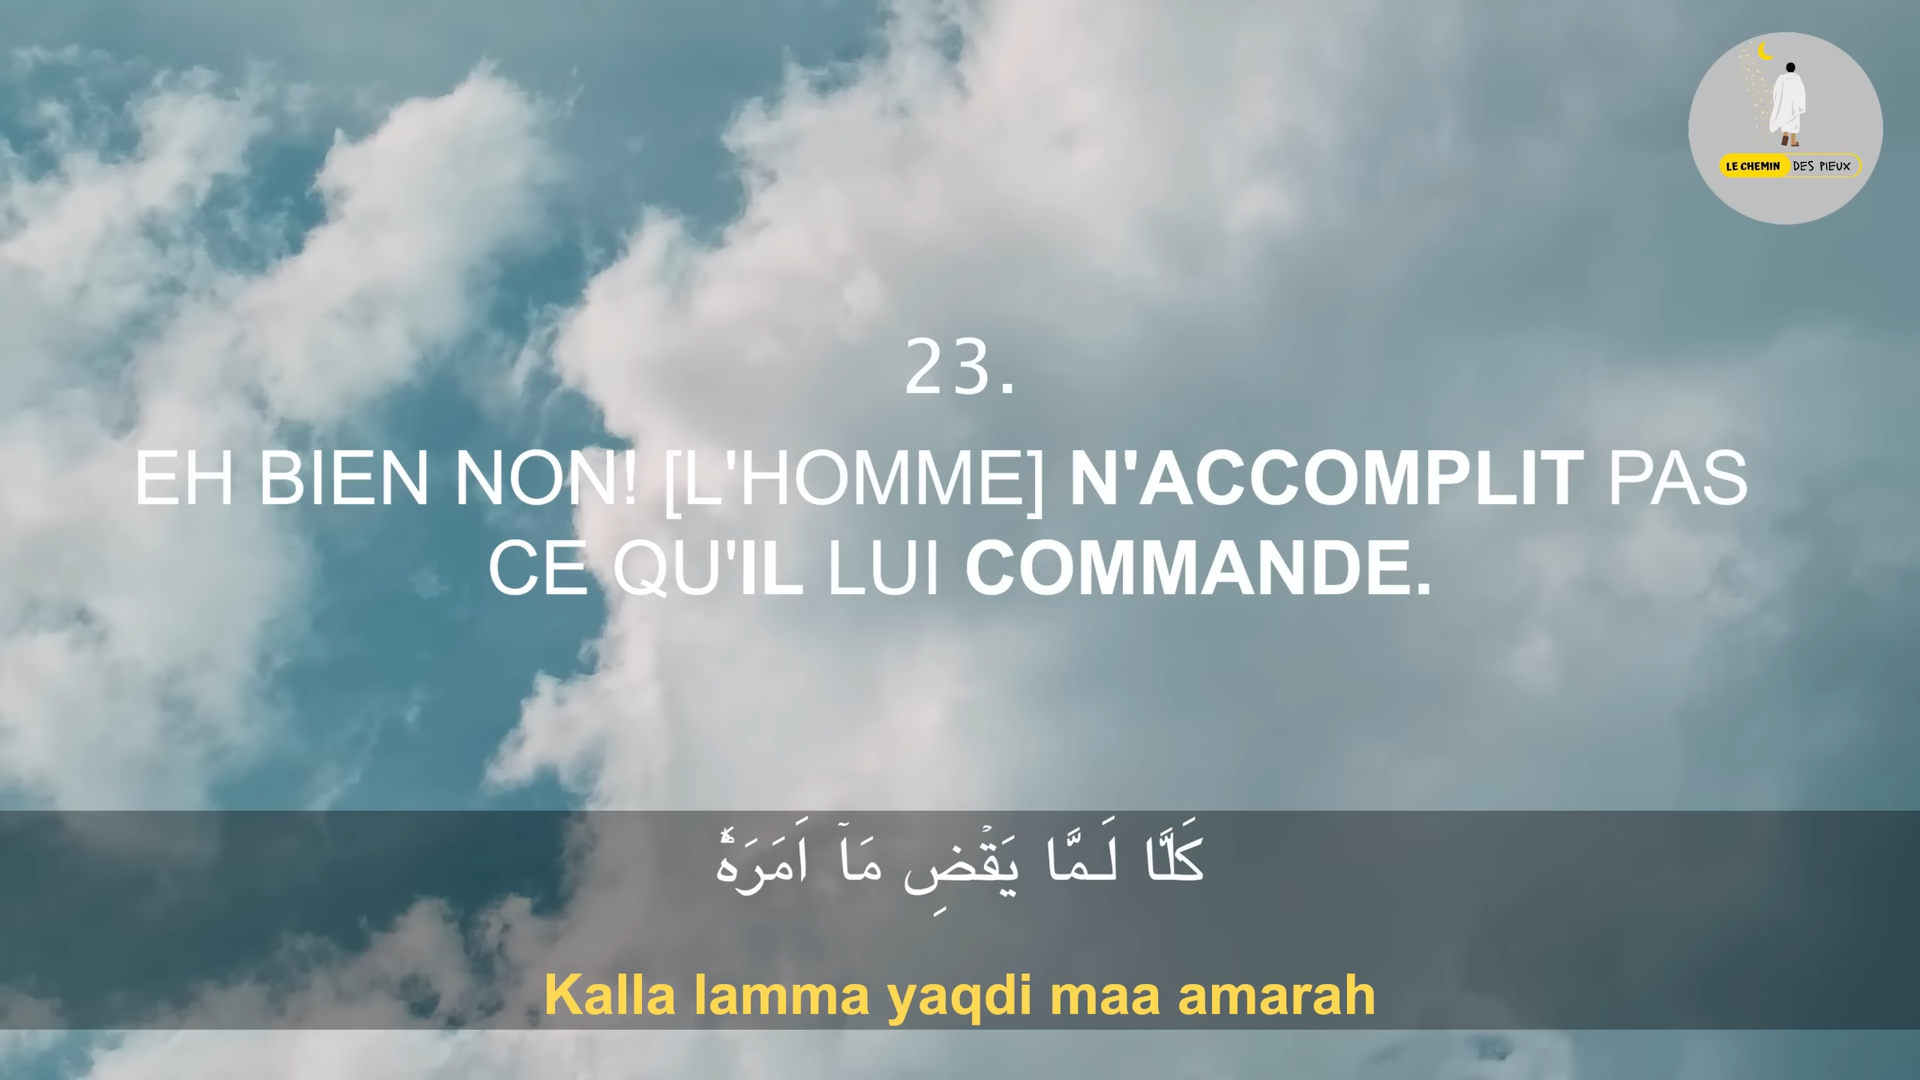 LE CHEMIN DES PIEUX
23.
EH BIEN NON! [L'HOMME] N'ACCOMPLIT PAS
CE QU'IL LUI COMMANDE.
كَلَّا لَـمَّا يَقۡضِ مَاۤ اَمَرَهٗؕ
Kalla lamma yaqdi maa amarah